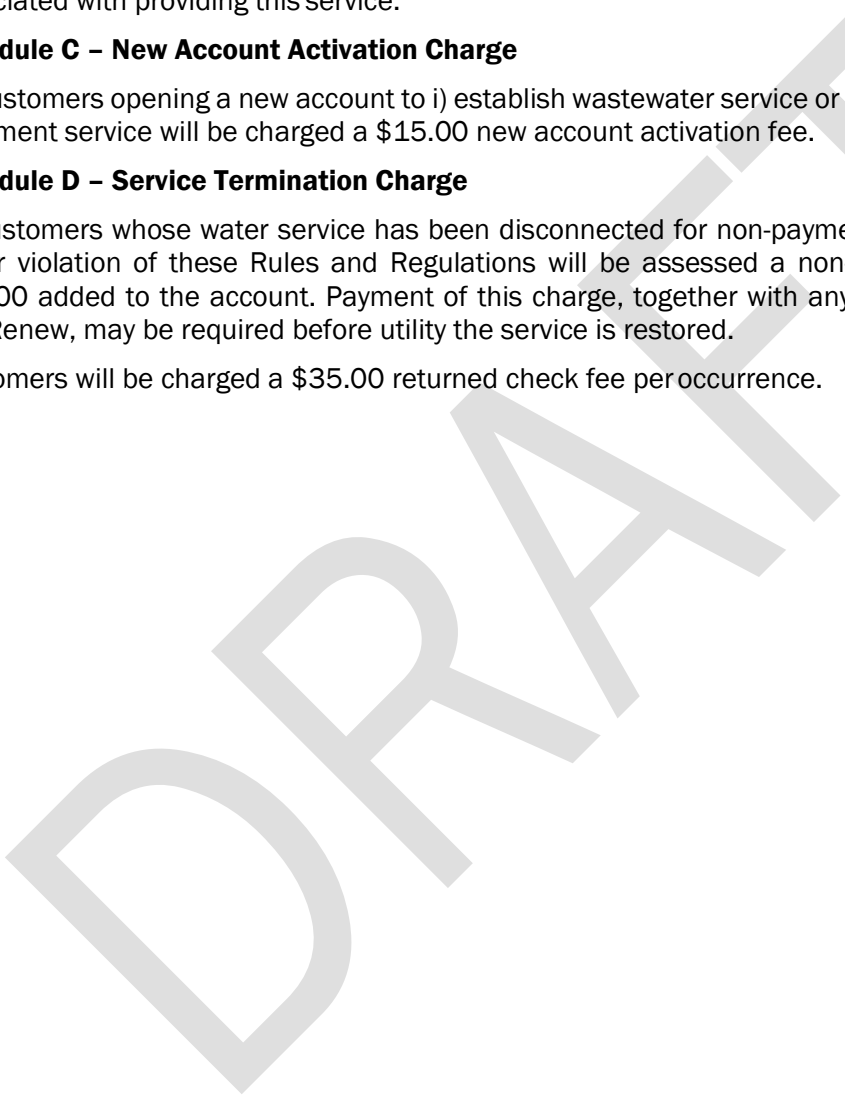 ciated with providing this service.
dule C – New Account Activation Charge
ustomers opening a new account to i) establish wastewater service or
ment service will be charged a $15.00 new account activation fee.
dule D – Service Termination Charge
ustomers whose water service has been disconnected for non-payme
r violation of these Rules and Regulations will be assessed a non
00 added to the account. Payment of this charge, together with any
Renew, may be required before utility the service is restored.
omers will be charged a $35.00 returned check fee per occurrence.
DRAFT